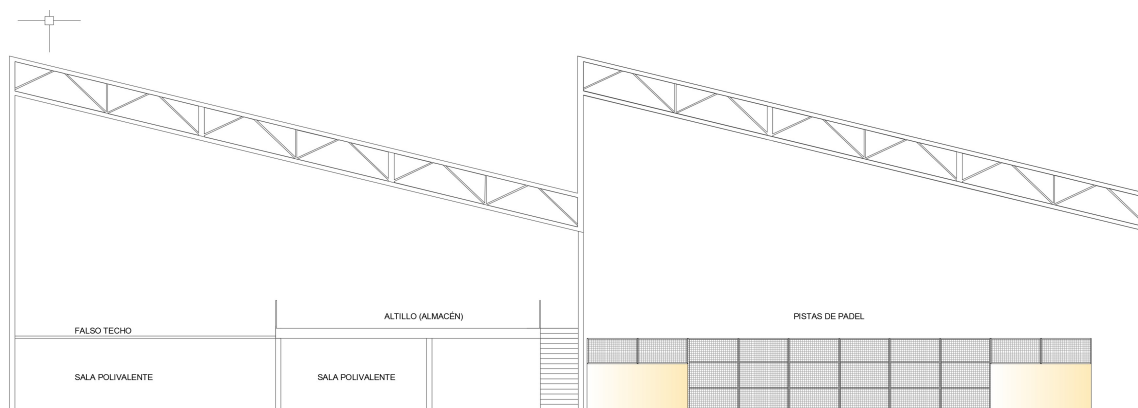 ALTILLO (ALMACÉN)
PISTAS DE PADEL
FALSO TECHO
SALA POLIVALENTE
SALA POLIVALENTE